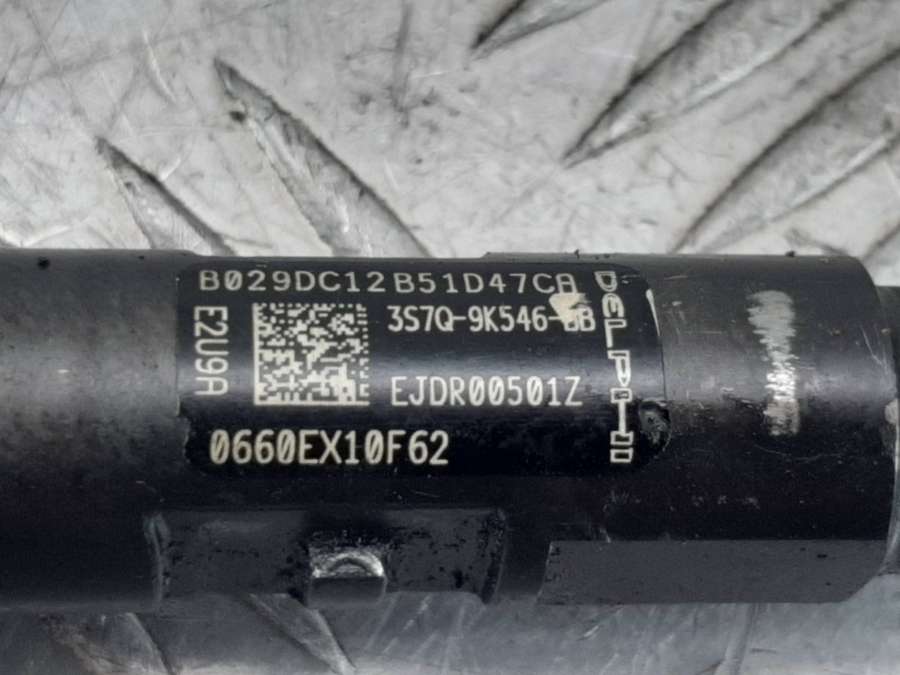 B029DC12B51D47CA
E2U9A
3S7Q-9K546-BB
EJDR00501Z
0660EX10F62
DELPHI